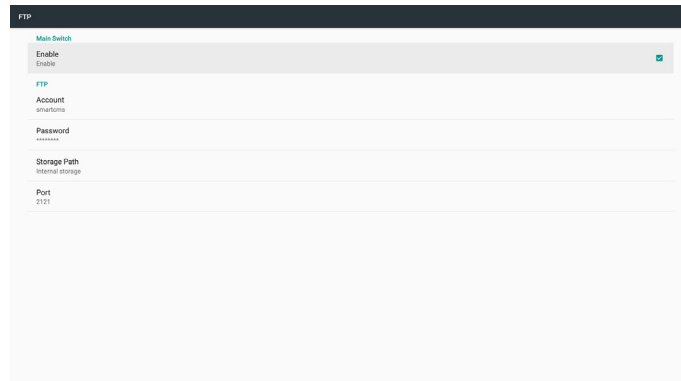 FTP
Main Switch
Enable
Enable
FTP
Account
smartcms
Password
********
Storage Path
Internal storage
Port
2121